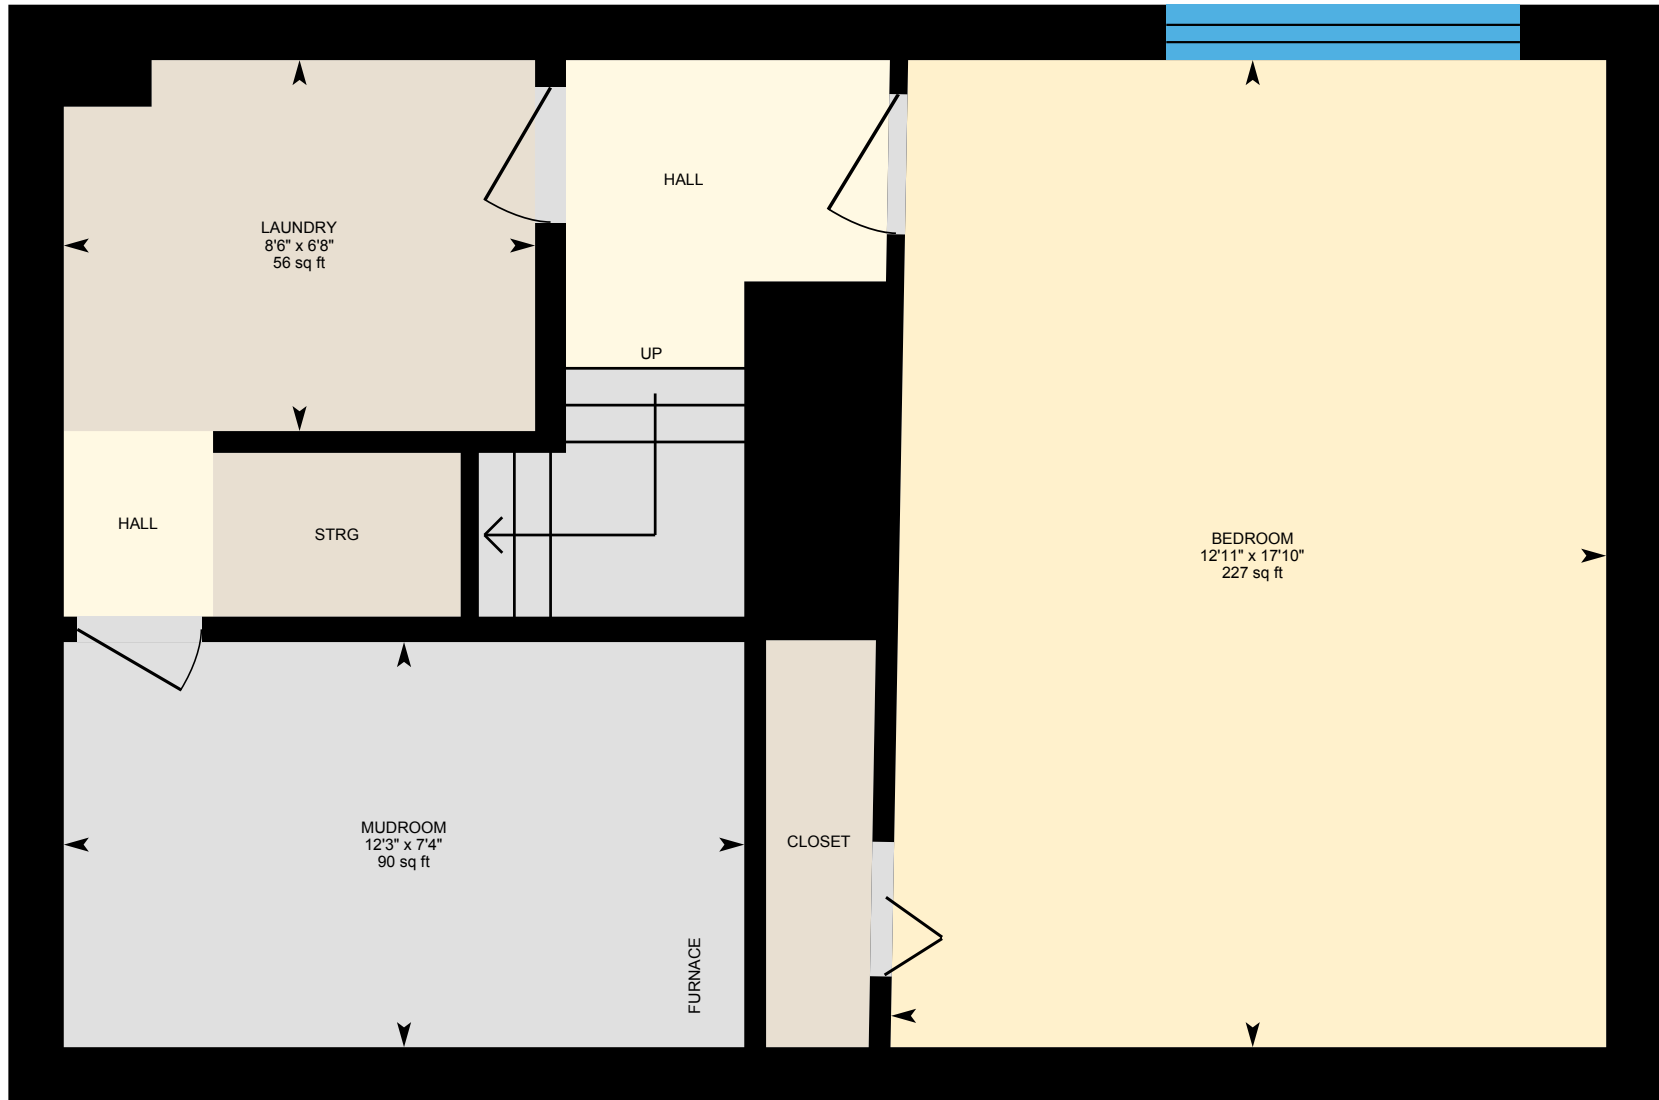 HALL
LAUNDRY
8'6" x 6'8"
56 sq ft
UP
HALL
STRG
BEDROOM
12'11" x 17'10"
227 sq ft
MUDROOM
12'3" x 7'4"
90 sq ft
CLOSET
FURNACE